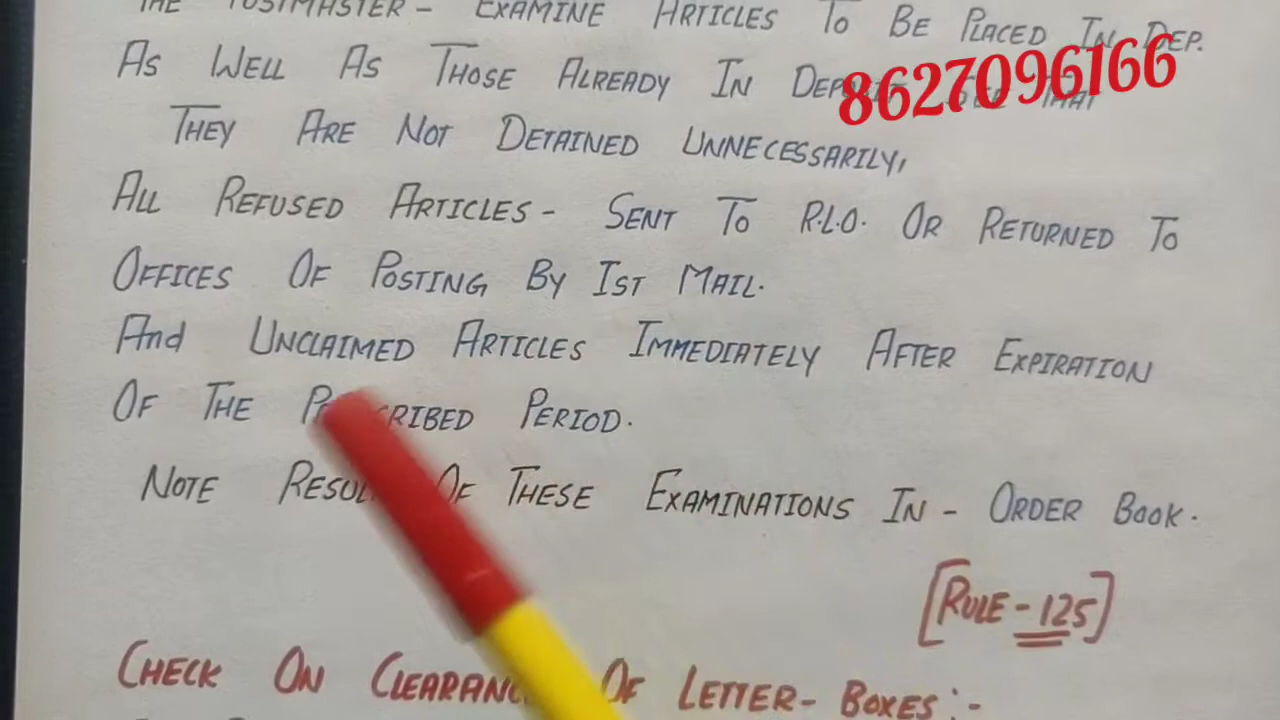 THE POSTMASTER - EXAMINE ARTICLES TO BE PLACED IN DEP.
8627096166
AS WELL AS THOSE ALREADY IN THAT
THEY ARE NOT DETAINED UNNECESSARILY,
ALL REFUSED ARTICLES - SENT TO R.L.O. OR RETURNED TO
OFFICES OF POSTING BY IST MAIL.
And UNCLAIMED ARTICLES IMMEDIATELY AFTER EXPIRATION
OF THE PRESCRIBED PERIOD.
NOTE RESULT OF THESE EXAMINATIONS IN - ORDER BOOK.
[RULE - 125]
CHECK ON CLEARANCE OF LETTER - BOXES :-